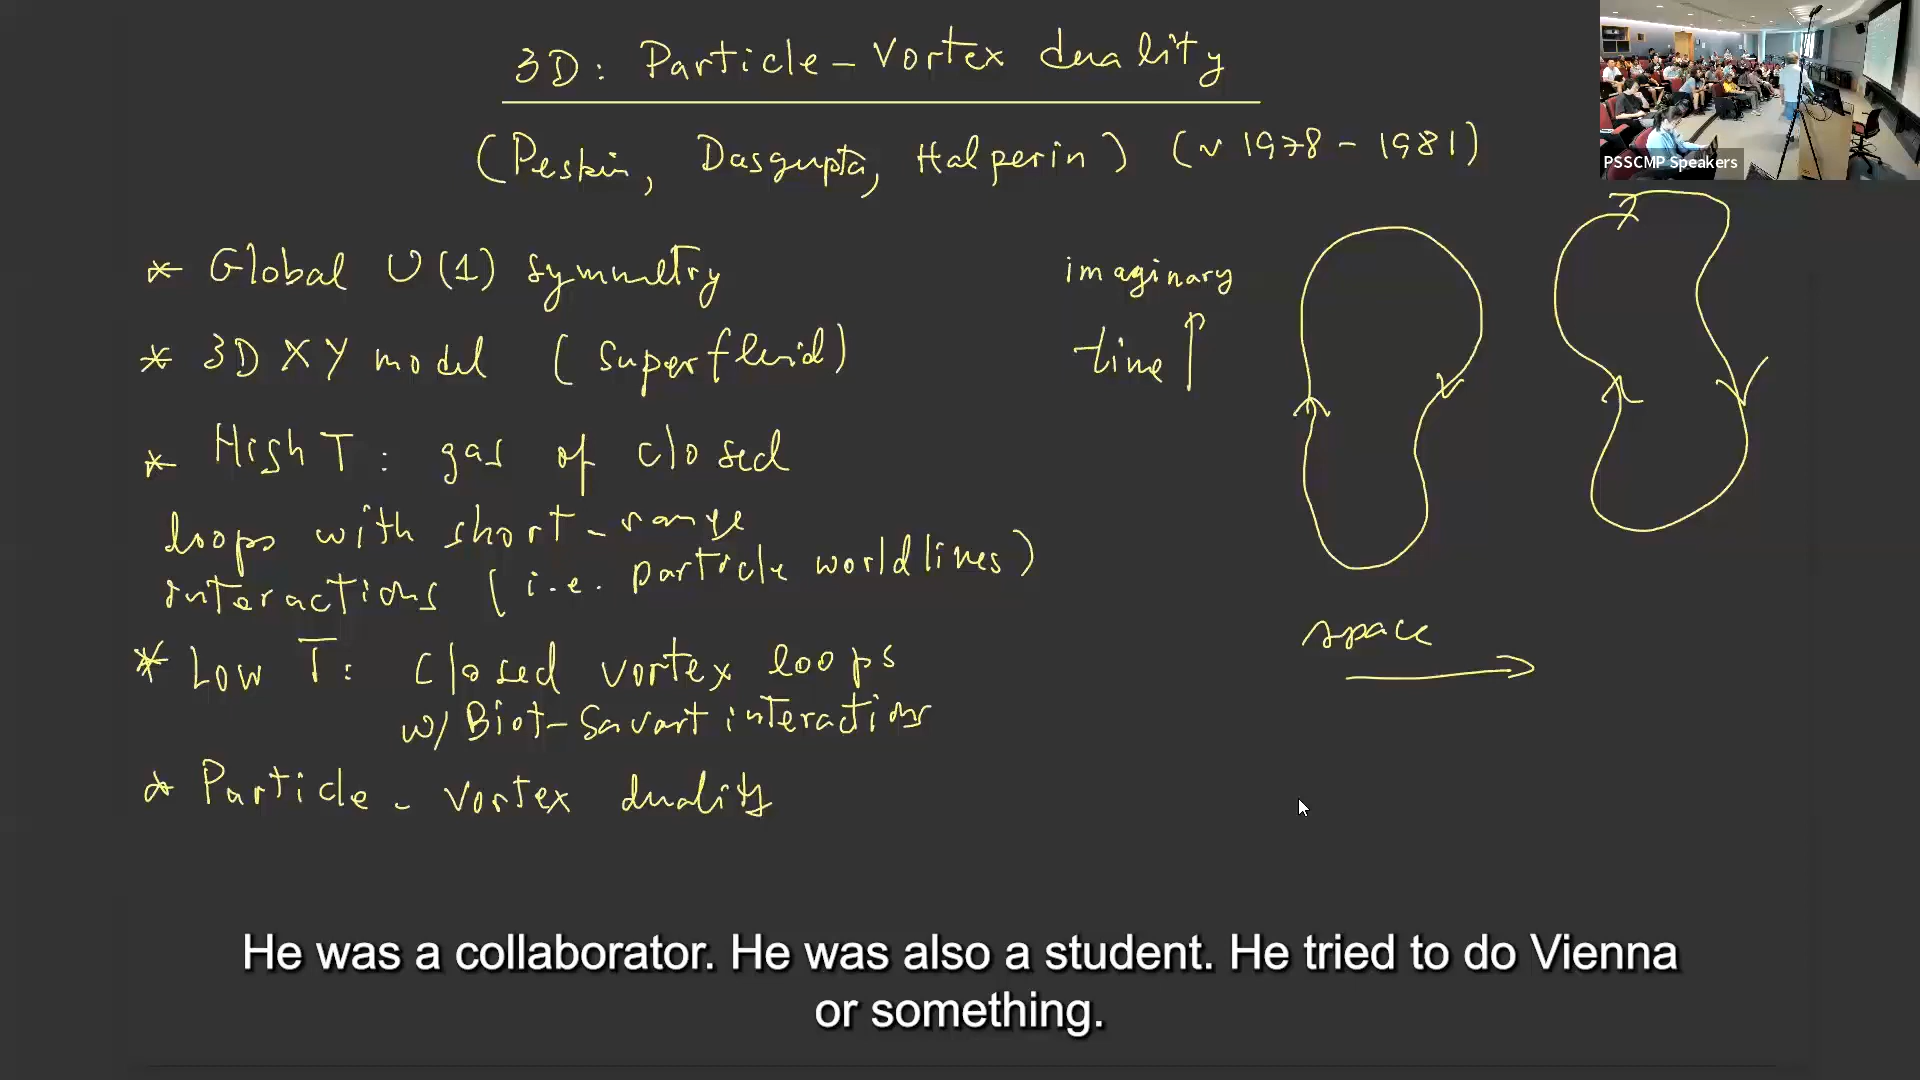 3D: Particle - Vortex duality
(Peskin, Dasgupta, Halperin) (~ 1978 - 1981)
PSSCMP Speakers
* Global U(1) symmetry
* 3D XY model (superfluid)
* High T: gas of closed
loops with short-range
interactions (i.e. particle worldlines)
* Low T: closed vortex loops
w/ Biot-Savart interactions
* Particle - vortex duality
imaginary
time
space
He was a collaborator. He was also a student. He tried to do Vienna
or something.